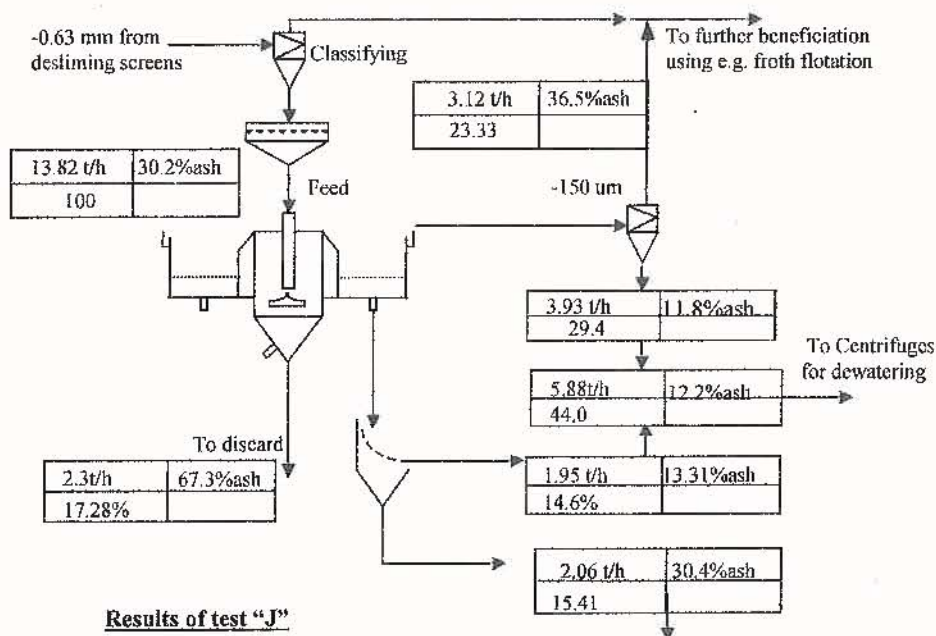 -0.63 mm from
desliming screens
Classifying
To further beneficiation
using e.g. froth flotation
3.12 t/h 36.5%ash
23.33
13.82 t/h 30.2%ash
100
Feed
-150 um
3.93 t/h 11.8%ash
29.4
To Centrifuges
for dewatering
5.88t/h 12.2%ash
44.0
To discard
2.3t/h 67.3%ash
17.28%
1.95 t/h 13.31%ash
14.6%
2.06 t/h 30.4%ash
15.41
Results of test “J”